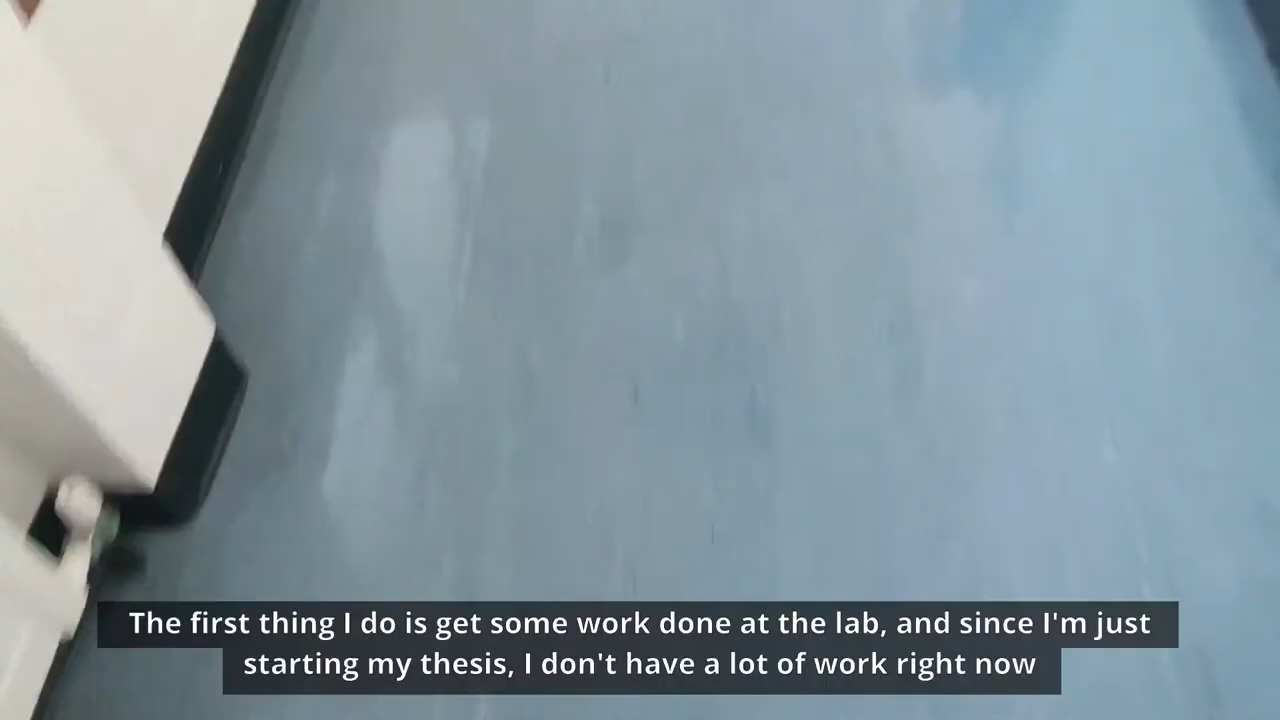 The first thing I do is get some work done at the lab, and since I'm just
starting my thesis, I don't have a lot of work right now